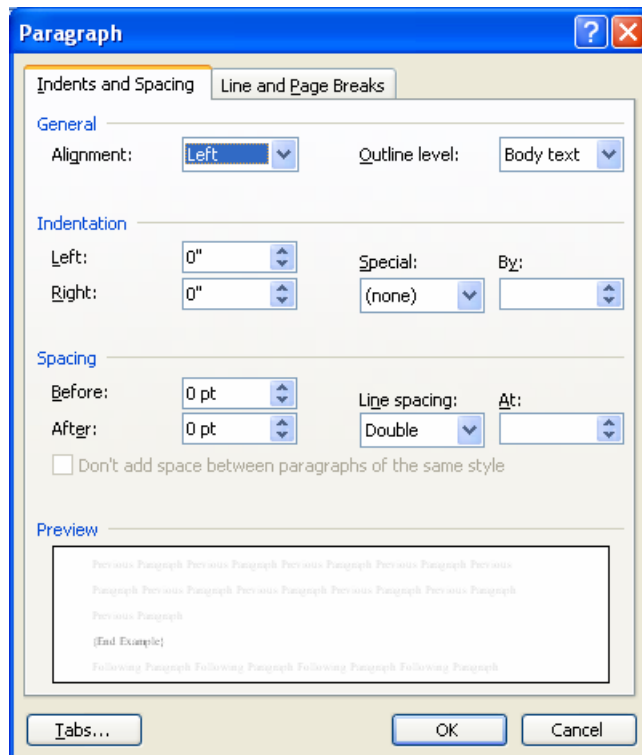 Paragraph
Indents and Spacing Line and Page Breaks
General
Alignment: Left Outline level: Body text
Indentation
Left: 0" Special: By:
Right: 0" (none)
Spacing
Before: 0 pt Line spacing: At:
After: 0 pt Double
Don't add space between paragraphs of the same style
Preview
Previous Paragraph Previous Paragraph Previous Paragraph Previous Paragraph Previous
Paragraph Previous Paragraph Previous Paragraph Previous Paragraph Previous Paragraph
Previous Paragraph
{End Example}
Following Paragraph Following Paragraph Following Paragraph Following Paragraph
Tabs... OK Cancel